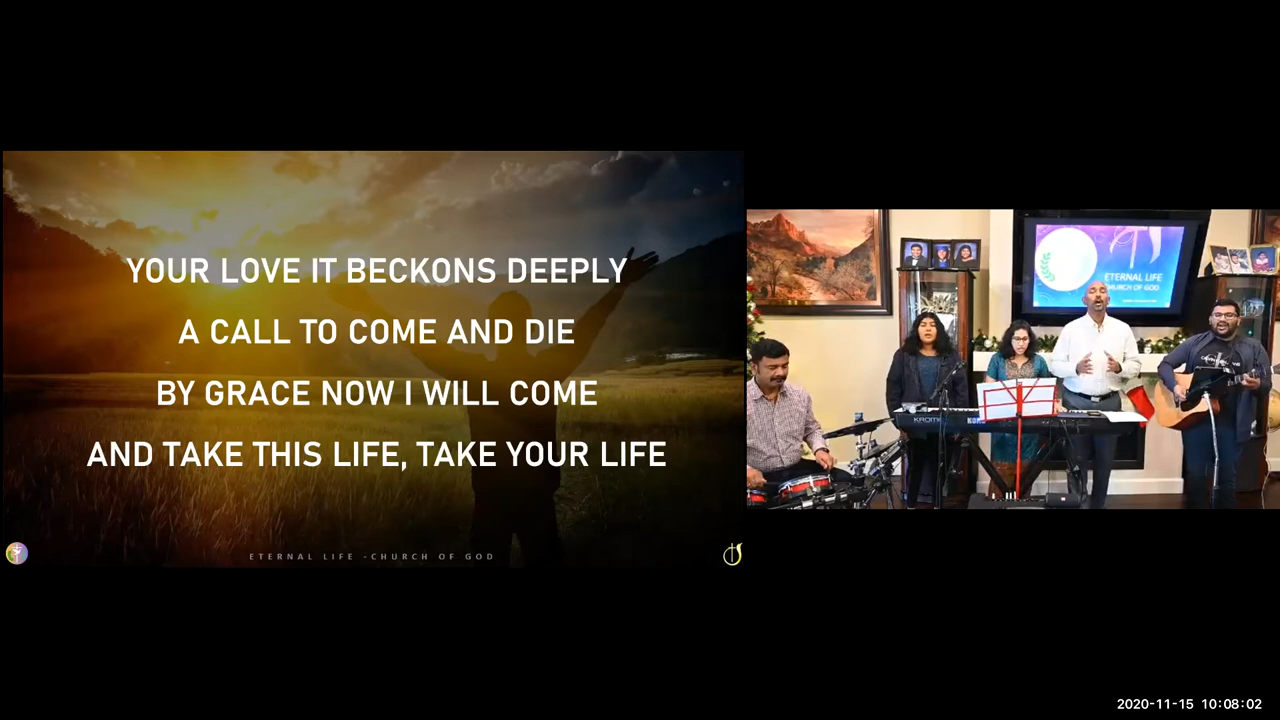 YOUR LOVE IT BECKONS DEEPLY
A CALL TO COME AND DIE
BY GRACE NOW I WILL COME
AND TAKE THIS LIFE, TAKE YOUR LIFE
ETERNAL LIFE -CHURCH OF GOD
ETERNAL LIFE
CHURCH OF GOD
KROME
2020-11-15 10:08:02